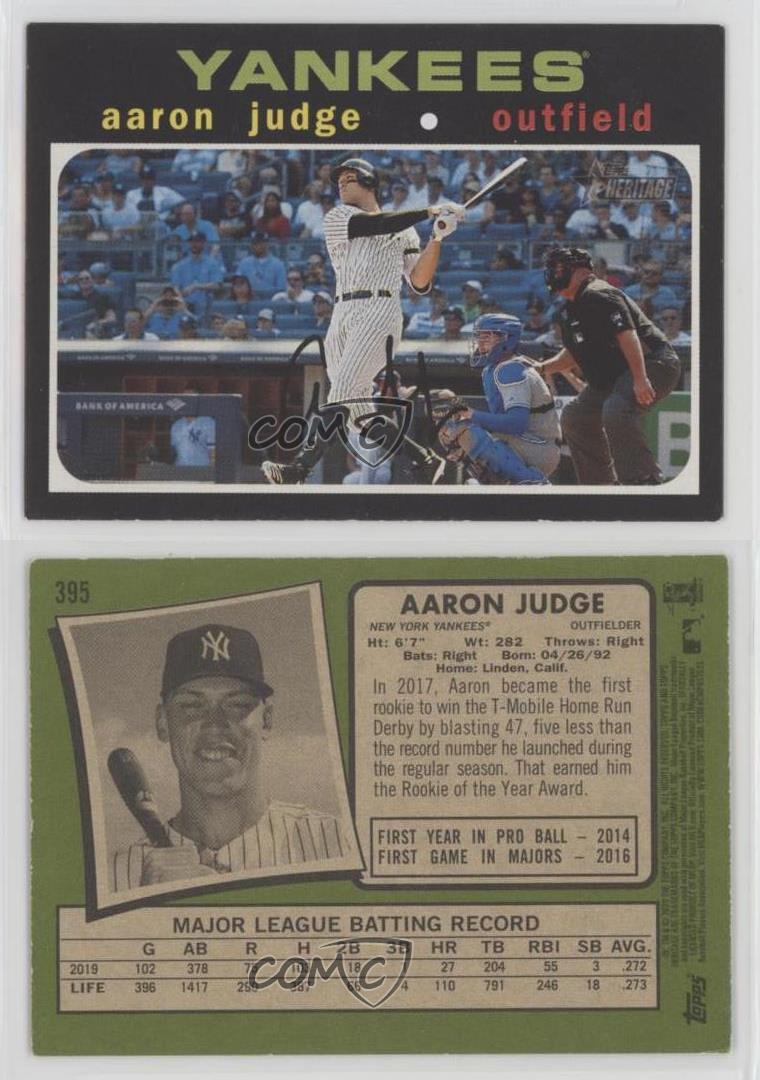 YANKEES
aaron judge • outfield
HERITAGE
BANK OF AMERICA
COMC
395
AARON JUDGE
NEW YORK YANKEES® OUTFIELDER
Ht: 6'7" Wt: 282 Throws: Right
Bats: Right Born: 04/26/92
Home: Linden, Calif.
In 2017, Aaron became the first
rookie to win the T-Mobile Home Run
Derby by blasting 47, five less than
the record number he launched during
the regular season. That earned him
the Rookie of the Year Award.
FIRST YEAR IN PRO BALL – 2014
FIRST GAME IN MAJORS – 2016
MAJOR LEAGUE BATTING RECORD
G AB R H 2B 3B HR TB RBI SB AVG.
2019 102 378 103 18 27 204 55 3 .272
LIFE 396 1417 387 66 4 110 791 246 18 .273
COMC
topps